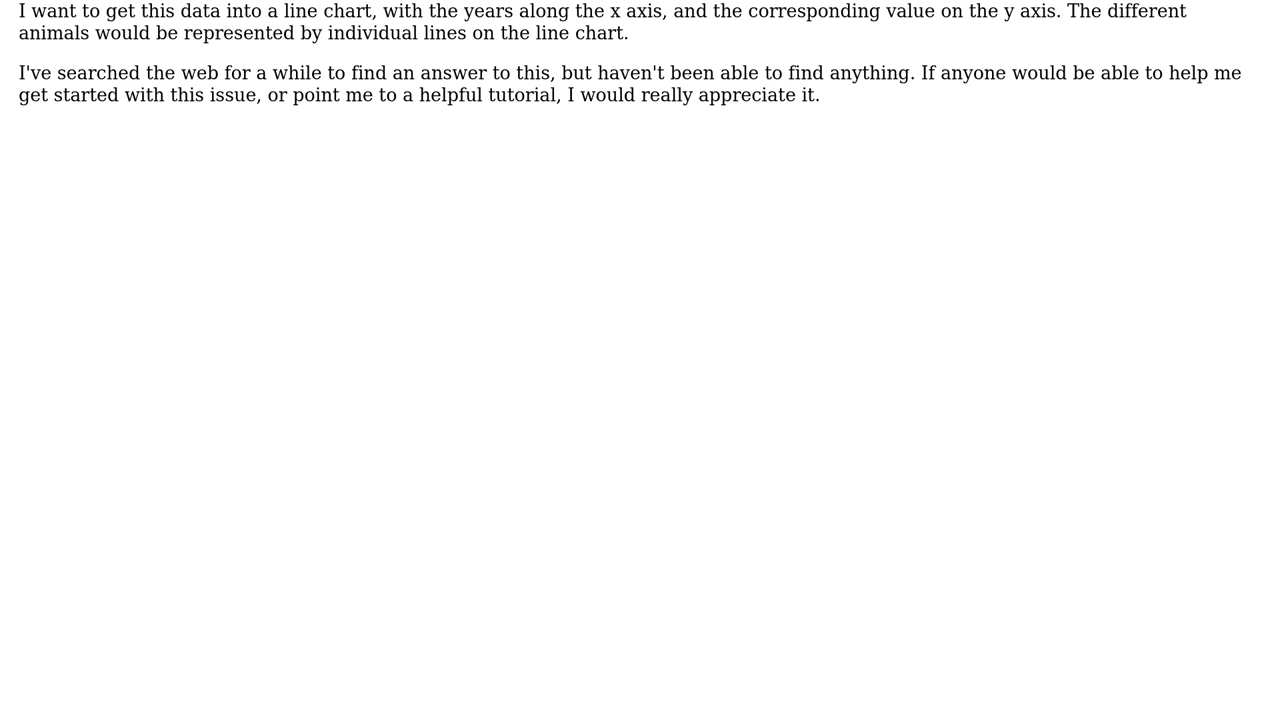 I want to get this data into a line chart, with the years along the x axis, and the corresponding value on the y axis. The different
animals would be represented by individual lines on the line chart.
I've searched the web for a while to find an answer to this, but haven't been able to find anything. If anyone would be able to help me
get started with this issue, or point me to a helpful tutorial, I would really appreciate it.